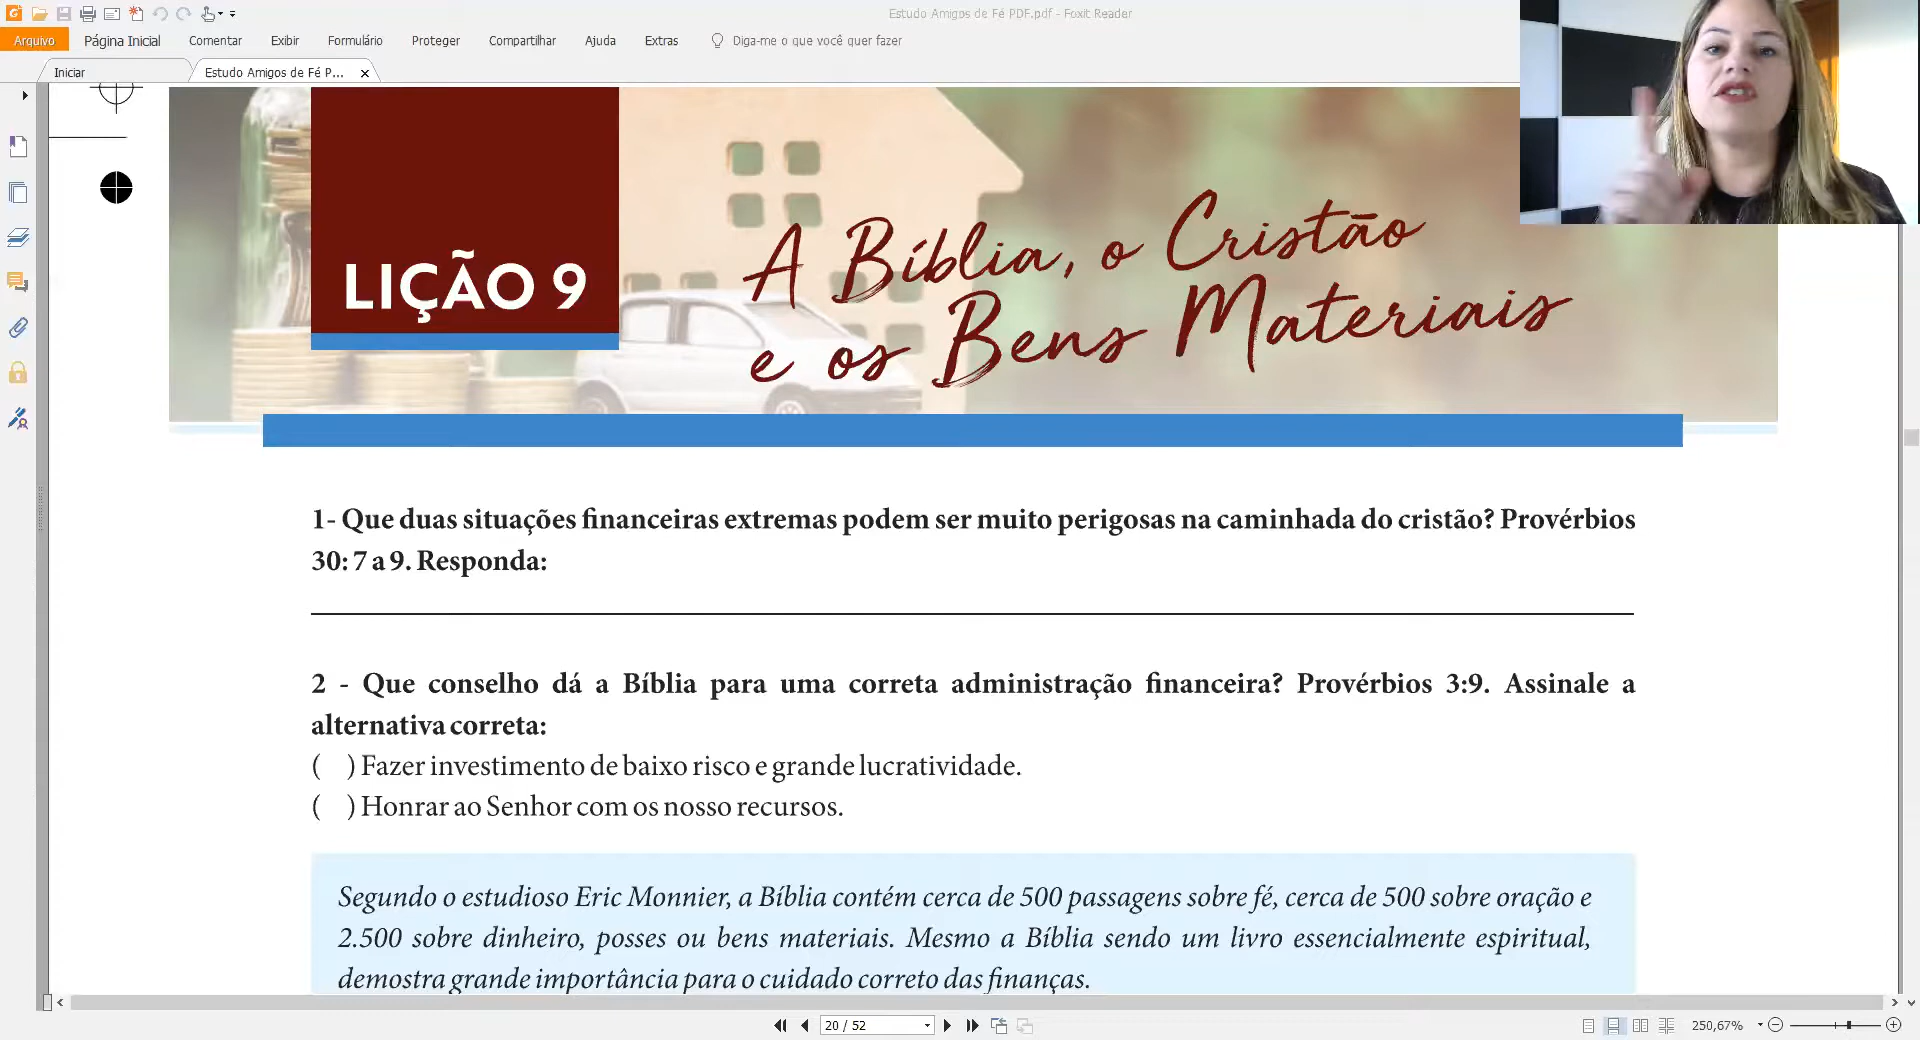 Estudo Amigos de Fé PDF.pdf - Foxit Reader
Arquivo Página Inicial Comentar Exibir Formulário Proteger Compartilhar Ajuda Extras Diga-me o que você quer fazer
Iniciar Estudo Amigos de Fé P...
LIÇÃO 9
A Bíblia, o Cristão
e os Bens Materiais
1- Que duas situações financeiras extremas podem ser muito perigosas na caminhada do cristão? Provérbios
30: 7 a 9. Responda:
2 - Que conselho dá a Bíblia para uma correta administração financeira? Provérbios 3:9. Assinale a
alternativa correta:
( ) Fazer investimento de baixo risco e grande lucratividade.
( ) Honrar ao Senhor com os nosso recursos.
Segundo o estudioso Eric Monnier, a Bíblia contém cerca de 500 passagens sobre fé, cerca de 500 sobre oração e
2.500 sobre dinheiro, posses ou bens materiais. Mesmo a Bíblia sendo um livro essencialmente espiritual,
demostra grande importância para o cuidado correto das finanças.
20 / 52 250,67%